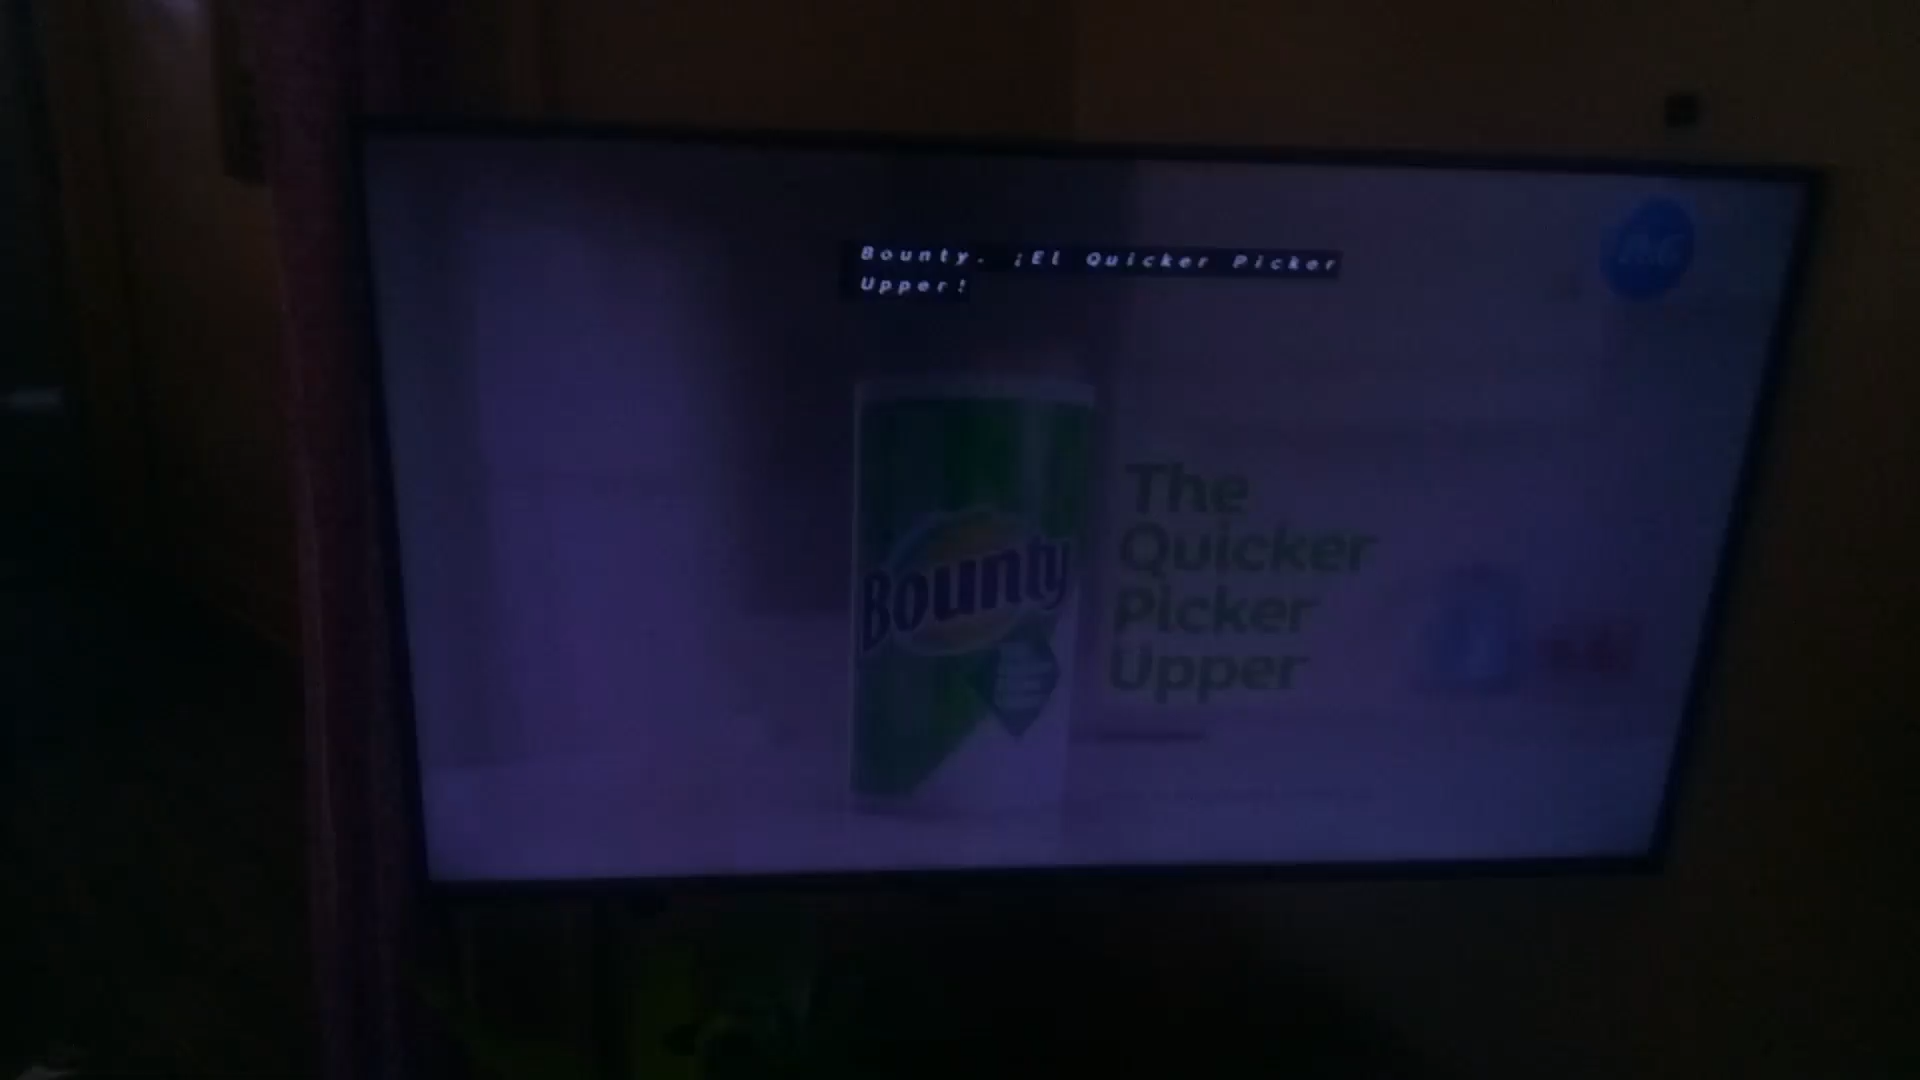 Bounty. ¡El Quicker Picker
Upper!
P&G
Bounty
The
Quicker
Picker
Upper